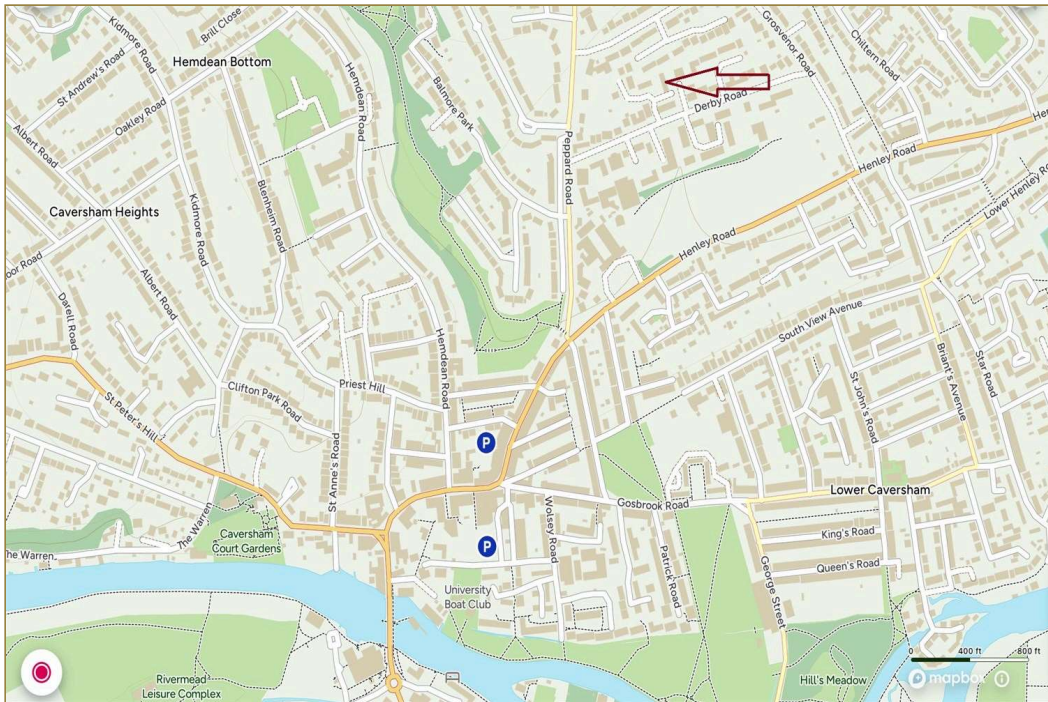 Kidmore Road
Brill Close
Hemdean Bottom
St Andrew's Road
Oakley Road
Albert Road
Hemdean Road
Balmore Park
Peppard Road
Grosvenor Road
Chiltern Road
Derby Road
Henley Road
Caversham Heights
Kidmore Road
Blenheim Road
Henley Road
Lower Henley Ro
oor Road
Albert Road
Darell Road
Hemdean Road
South View Avenue
Briant's Avenue
Star Road
St John's Road
Priest Hill
Clifton Park Road
St Peter's Hill
St Anne's Road
P
Lower Caversham
Gosbrook Road
Wolsey Road
The Warren
Caversham
Court Gardens
The Warren
P
King's Road
Queen's Road
Patrick Road
George Street
University
Boat Club
Rivermead
Leisure Complex
Hill's Meadow
0 400 ft 800 ft
mapbox